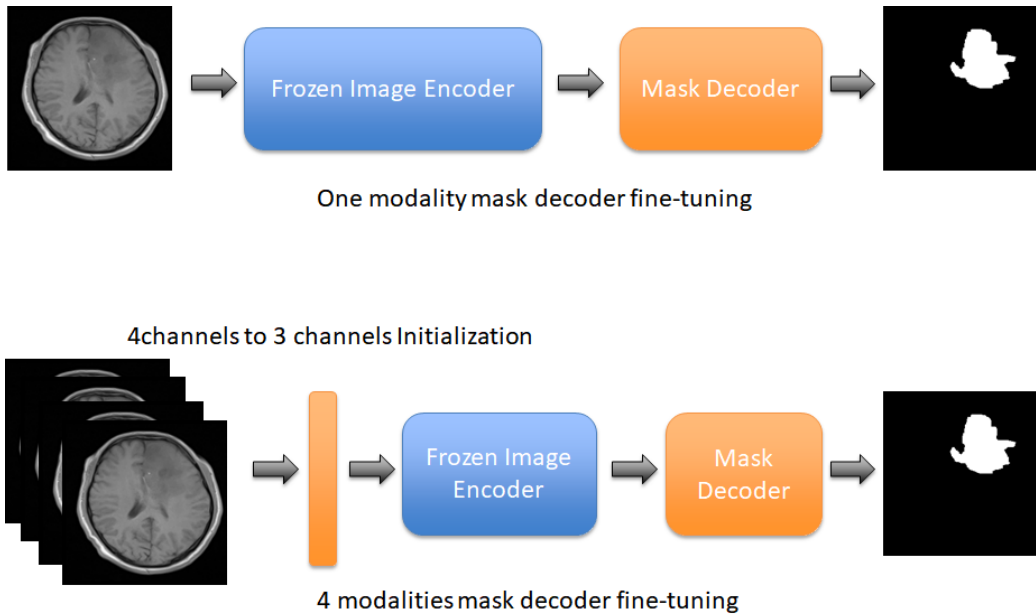 Frozen Image Encoder
Mask Decoder
One modality mask decoder fine-tuning
4channels to 3 channels Initialization
Frozen Image
Encoder
Mask
Decoder
4 modalities mask decoder fine-tuning